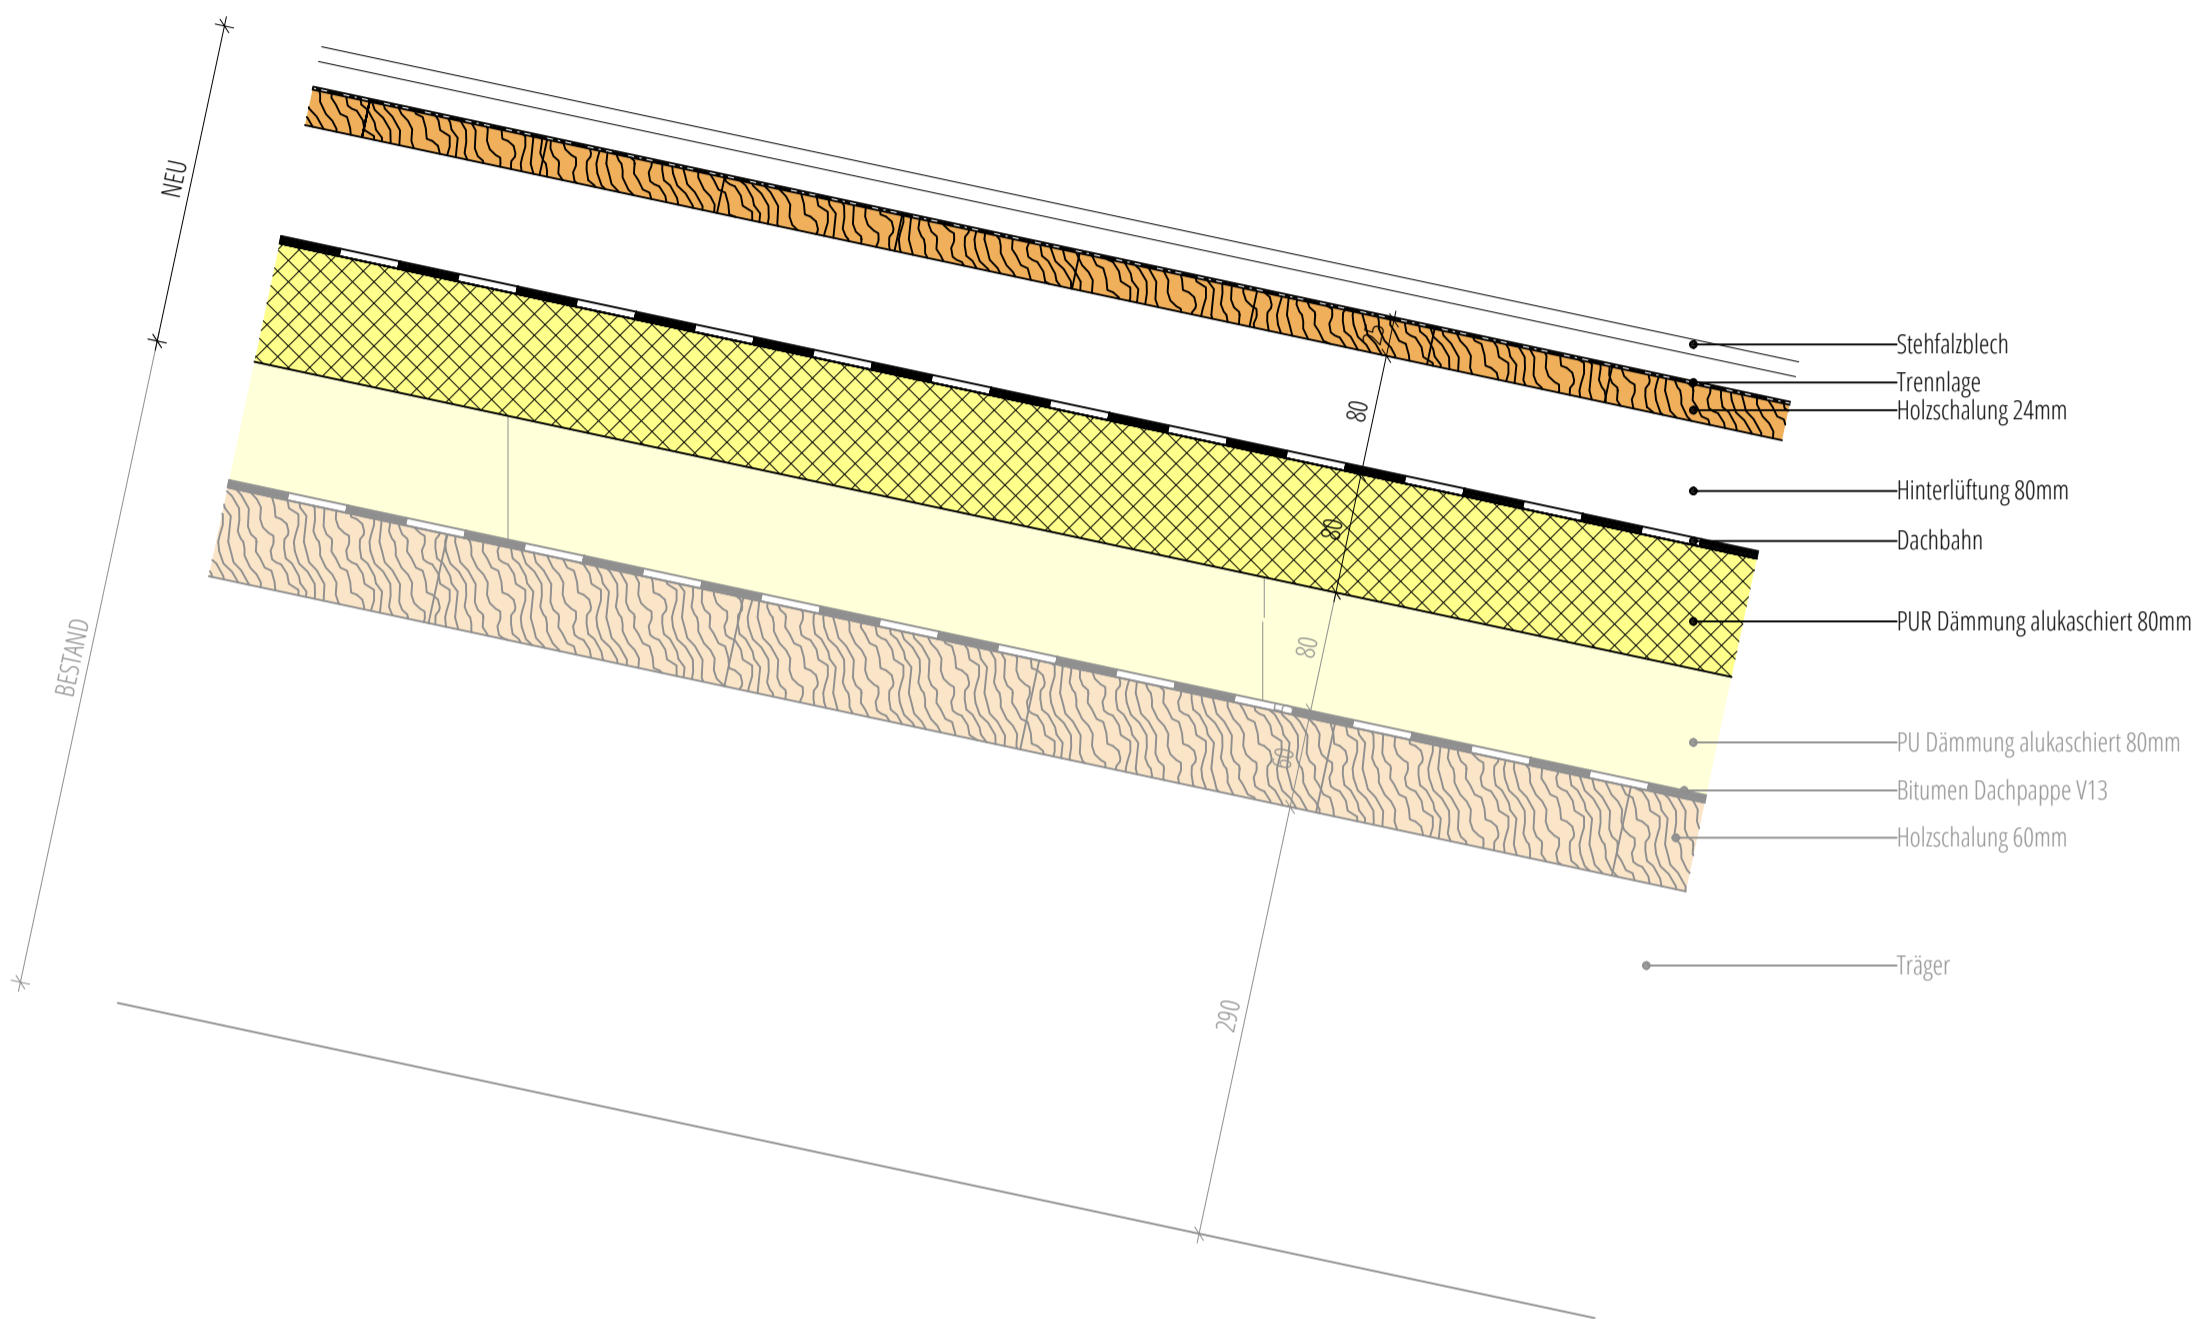 NEU
BESTAND
80
80
80
60
290
Stehfalzblech
Trennlage
Holzschalung 24mm
Hinterlüftung 80mm
Dachbahn
PUR Dämmung alukaschiert 80mm
PU Dämmung alukaschiert 80mm
Bitumen Dachpappe V13
Holzschalung 60mm
Träger